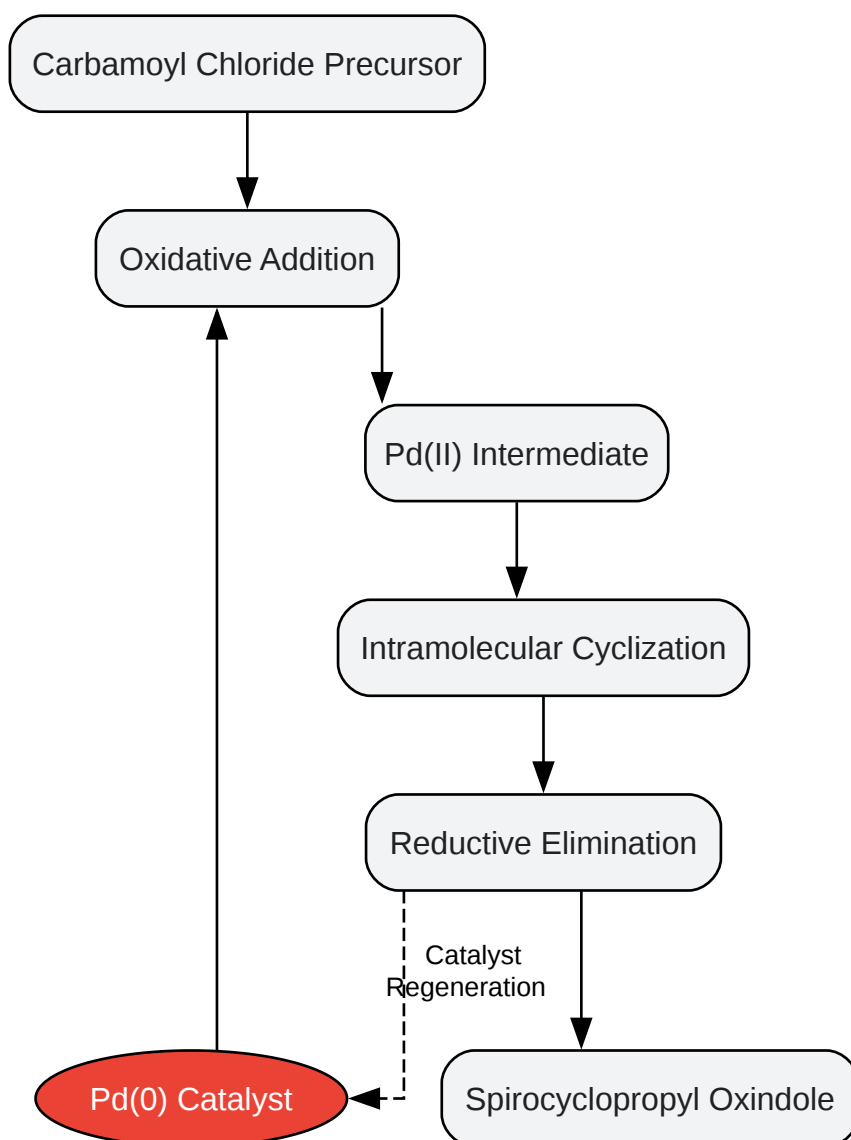 Carbamoyl Chloride Precursor
Oxidative Addition
Pd(II) Intermediate
Intramolecular Cyclization
Reductive Elimination
Catalyst
Regeneration
Pd(0) Catalyst
Spirocyclopropyl Oxindole